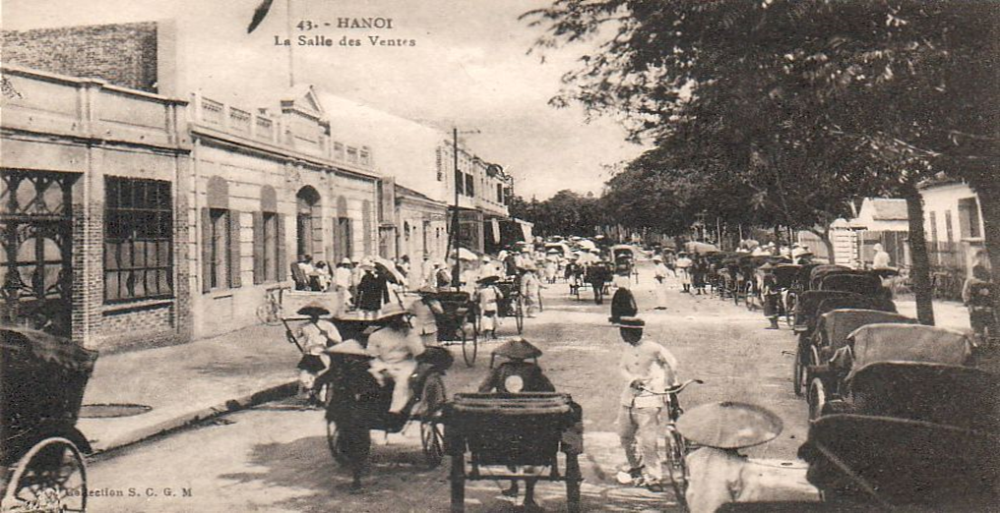 43. - HANOI
La Salle des Ventes
Collection S. C. G. M